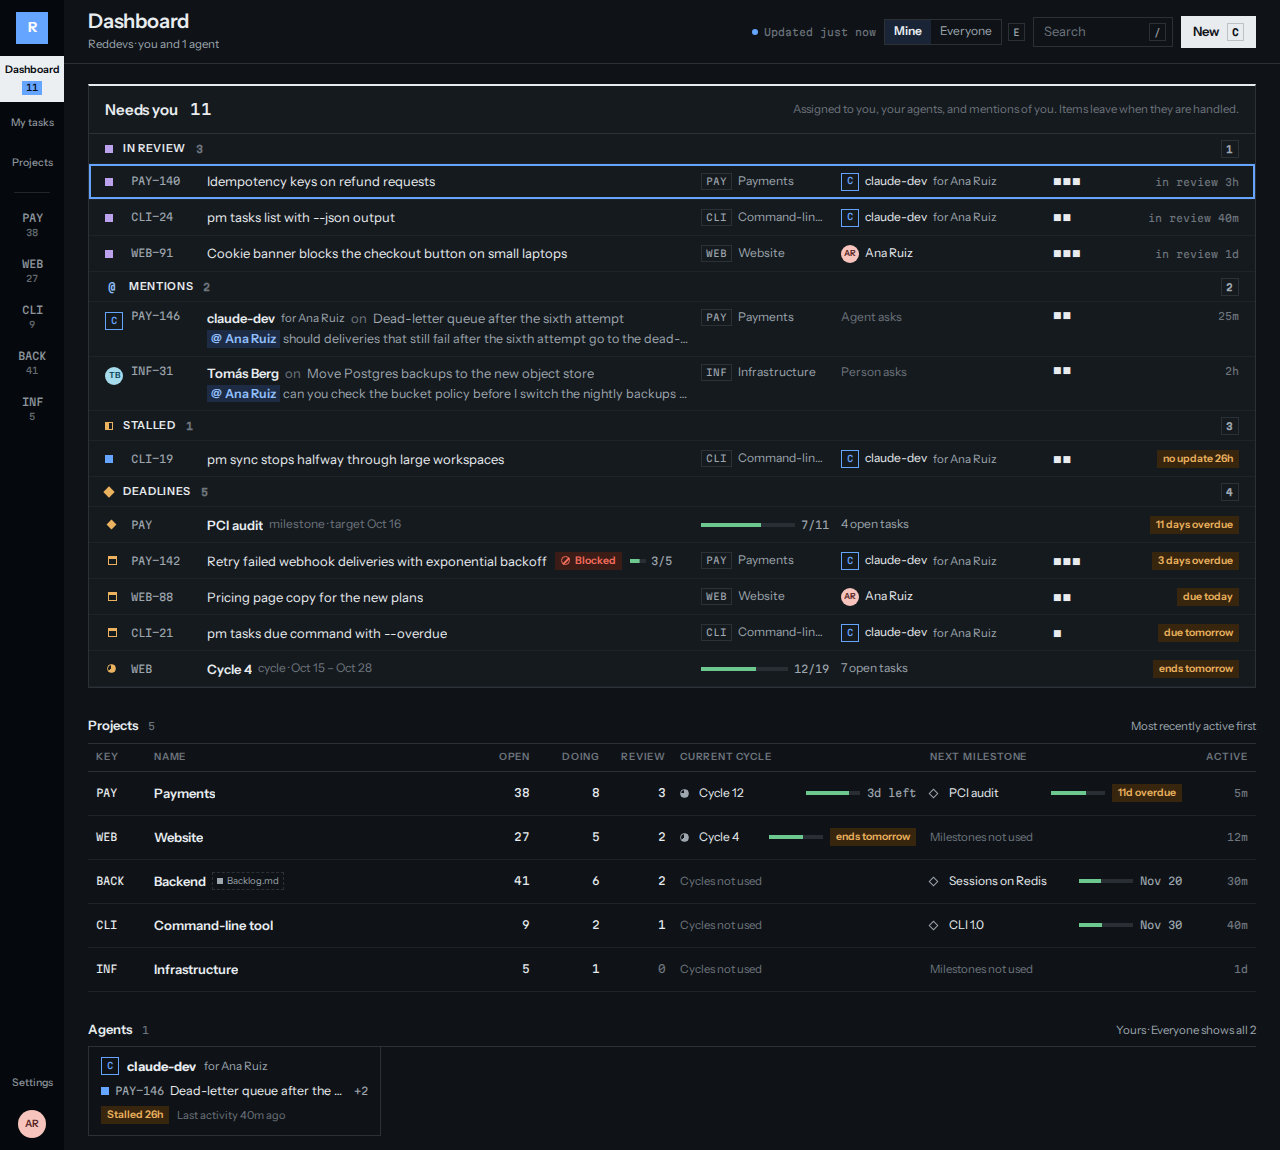 R
Dashboard
Reddevs·you and 1 agent
Updated just now
Mine
Everyone
E
Search
/
New
C
Dashboard
11
My tasks
Projects
PAY
38
WEB
27
CLI
9
BACK
41
INF
5
Settings
AR
Needs you 11
Assigned to you, your agents, and mentions of you. Items leave when they are handled.
IN REVIEW 3
1
PAY-140 Idempotency keys on refund requests PAY Payments C claude-dev for Ana Ruiz in review 3h
CLI-24 pm tasks list with --json output CLI Command-lin… C claude-dev for Ana Ruiz in review 40m
WEB-91 Cookie banner blocks the checkout button on small laptops WEB Website AR Ana Ruiz in review 1d
@ MENTIONS 2
2
C PAY-146 claude-dev for Ana Ruiz on Dead-letter queue after the sixth attempt PAY Payments Agent asks 25m
@ Ana Ruiz should deliveries that still fail after the sixth attempt go to the dead-…
TB INF-31 Tomás Berg on Move Postgres backups to the new object store INF Infrastructure Person asks 2h
@ Ana Ruiz can you check the bucket policy before I switch the nightly backups …
STALLED 1
3
CLI-19 pm sync stops halfway through large workspaces CLI Command-lin… C claude-dev for Ana Ruiz no update 26h
DEADLINES 5
4
PAY PCI audit milestone·target Oct 16 7/11 4 open tasks 11 days overdue
PAY-142 Retry failed webhook deliveries with exponential backoff Blocked 3/5 PAY Payments C claude-dev for Ana Ruiz 3 days overdue
WEB-88 Pricing page copy for the new plans WEB Website AR Ana Ruiz due today
CLI-21 pm tasks due command with --overdue CLI Command-lin… C claude-dev for Ana Ruiz due tomorrow
WEB Cycle 4 cycle·Oct 15 – Oct 28 12/19 7 open tasks ends tomorrow
Projects 5
Most recently active first
KEY NAME OPEN DOING REVIEW CURRENT CYCLE NEXT MILESTONE ACTIVE
PAY Payments 38 8 3 Cycle 12 3d left PCI audit 11d overdue 5m
WEB Website 27 5 2 Cycle 4 ends tomorrow Milestones not used 12m
BACK Backend Backlog.md 41 6 2 Cycles not used Sessions on Redis Nov 20 30m
CLI Command-line tool 9 2 1 Cycles not used CLI 1.0 Nov 30 40m
INF Infrastructure 5 1 0 Cycles not used Milestones not used 1d
Agents 1
Yours·Everyone shows all 2
C claude-dev for Ana Ruiz
PAY-146 Dead-letter queue after the … +2
Stalled 26h Last activity 40m ago